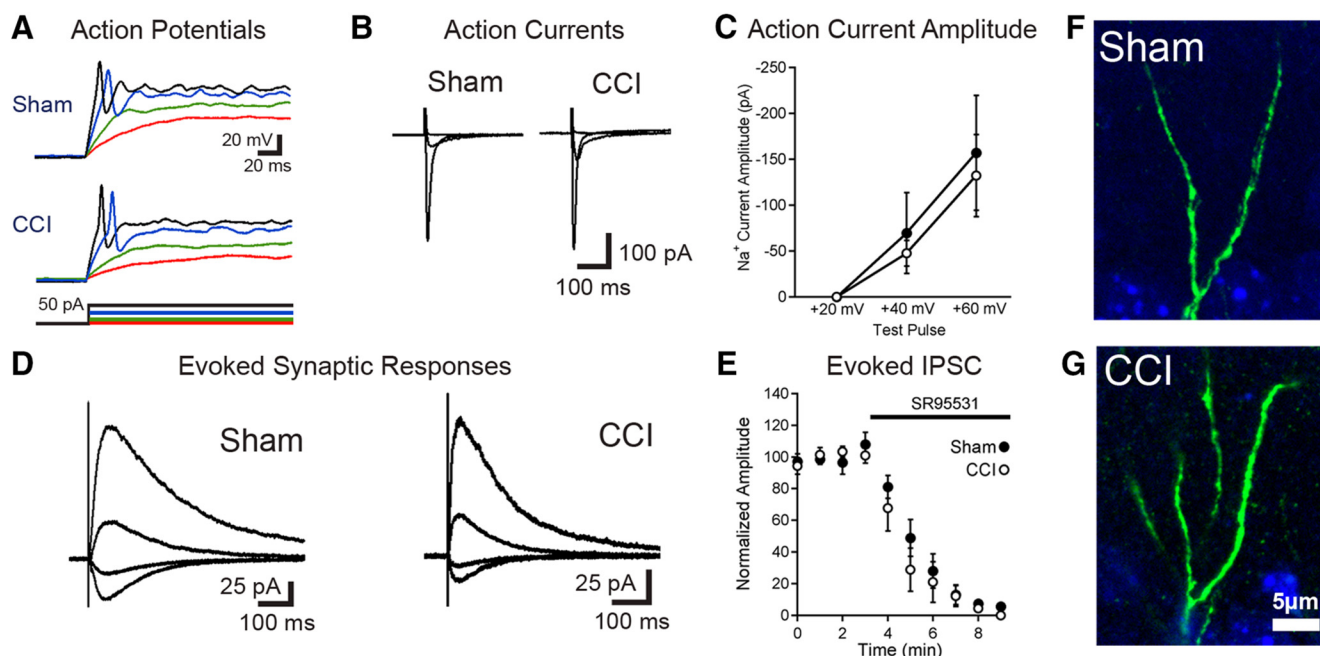 A
Action Potentials
Sham
20 mV
20 ms
CCI
50 pA
B
Action Currents
Sham
CCI
100 pA
100 ms
C
Action Current Amplitude
Na+ Current Amplitude (pA)
-250
-200
-150
-100
-50
0
+20 mV
+40 mV
+60 mV
Test Pulse
D
Evoked Synaptic Responses
Sham
25 pA
100 ms
CCI
25 pA
100 ms
E
Evoked IPSC
SR95531
Sham
CCI
Normalized Amplitude
140
120
100
80
60
40
20
0
0 2 4 6 8
Time (min)
F
Sham
G
CCI
5µm